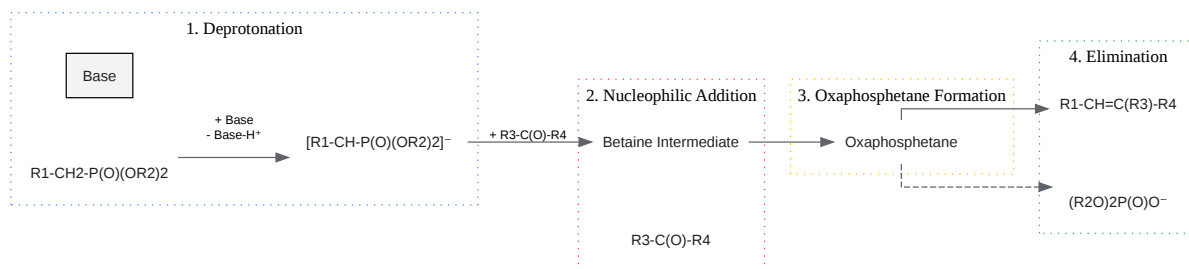 1. Deprotonation
Base
+ Base
- Base-H⁺
R1-CH2-P(O)(OR2)2
[R1-CH-P(O)(OR2)2]⁻
+ R3-C(O)-R4
2. Nucleophilic Addition
Betaine Intermediate
R3-C(O)-R4
3. Oxaphosphetane Formation
Oxaphosphetane
4. Elimination
R1-CH=C(R3)-R4
(R2O)2P(O)O⁻